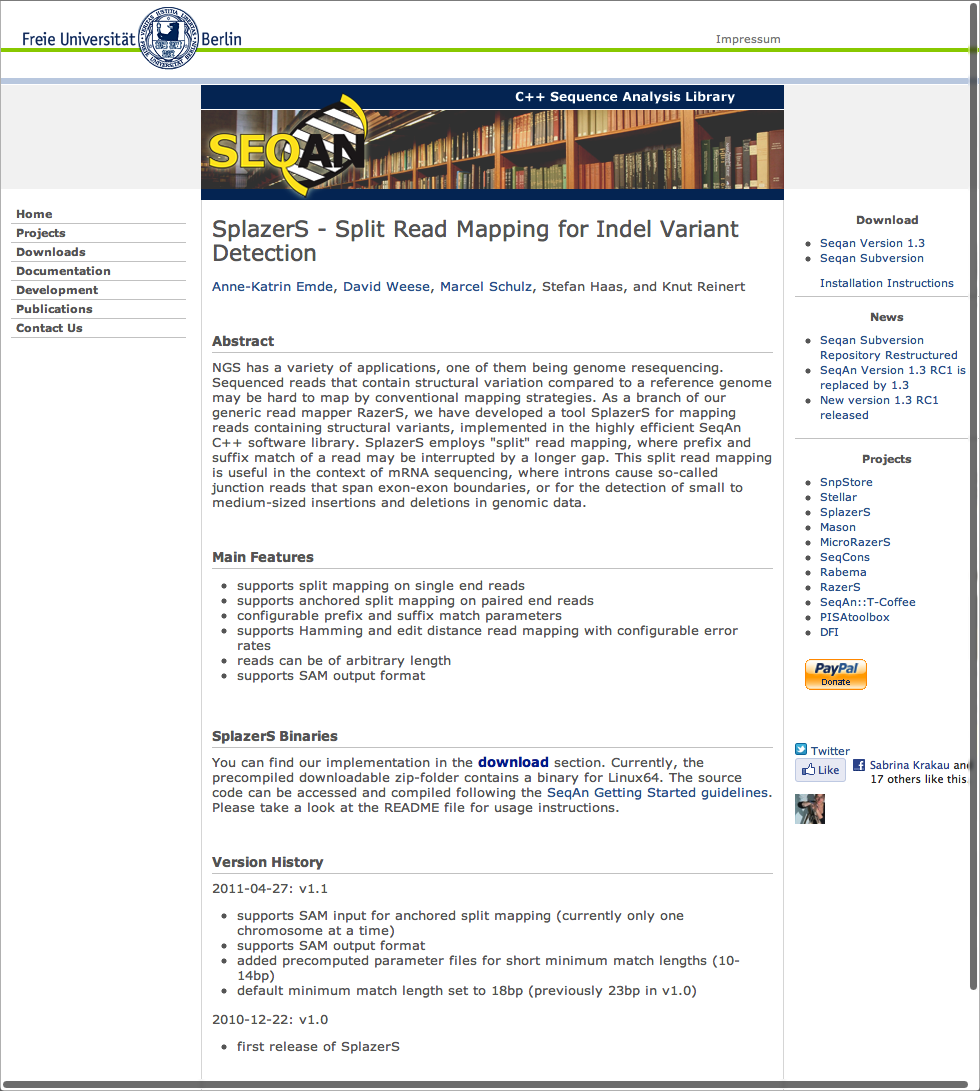 Freie Universität Berlin
Impressum
C++ Sequence Analysis Library
SEQAN
Home
Projects
Downloads
Documentation
Development
Publications
Contact Us
SplazerS - Split Read Mapping for Indel Variant
Detection
Anne-Katrin Emde, David Weese, Marcel Schulz, Stefan Haas, and Knut Reinert
Abstract
NGS has a variety of applications, one of them being genome resequencing.
Sequenced reads that contain structural variation compared to a reference genome
may be hard to map by conventional mapping strategies. As a branch of our
generic read mapper RazerS, we have developed a tool SplazerS for mapping
reads containing structural variants, implemented in the highly efficient SeqAn
C++ software library. SplazerS employs "split" read mapping, where prefix and
suffix match of a read may be interrupted by a longer gap. This split read mapping
is useful in the context of mRNA sequencing, where introns cause so-called
junction reads that span exon-exon boundaries, or for the detection of small to
medium-sized insertions and deletions in genomic data.
Main Features
• supports split mapping on single end reads
• supports anchored split mapping on paired end reads
• configurable prefix and suffix match parameters
• supports Hamming and edit distance read mapping with configurable error
rates
• reads can be of arbitrary length
• supports SAM output format
SplazerS Binaries
You can find our implementation in the download section. Currently, the
precompiled downloadable zip-folder contains a binary for Linux64. The source
code can be accessed and compiled following the SeqAn Getting Started guidelines.
Please take a look at the README file for usage instructions.
Version History
2011-04-27: v1.1
• supports SAM input for anchored split mapping (currently only one
chromosome at a time)
• supports SAM output format
• added precomputed parameter files for short minimum match lengths (10-
14bp)
• default minimum match length set to 18bp (previously 23bp in v1.0)
2010-12-22: v1.0
• first release of SplazerS
Download
• Seqan Version 1.3
• Seqan Subversion
Installation Instructions
News
• Seqan Subversion
Repository Restructured
• SeqAn Version 1.3 RC1 is
replaced by 1.3
• New version 1.3 RC1
released
Projects
• SnpStore
• Stellar
• SplazerS
• Mason
• MicroRazerS
• SeqCons
• Rabema
• RazerS
• SeqAn::T-Coffee
• PISAtoolbox
• DFI
PayPal
Donate
Twitter
Like
Sabrina Krakau and
17 others like this.